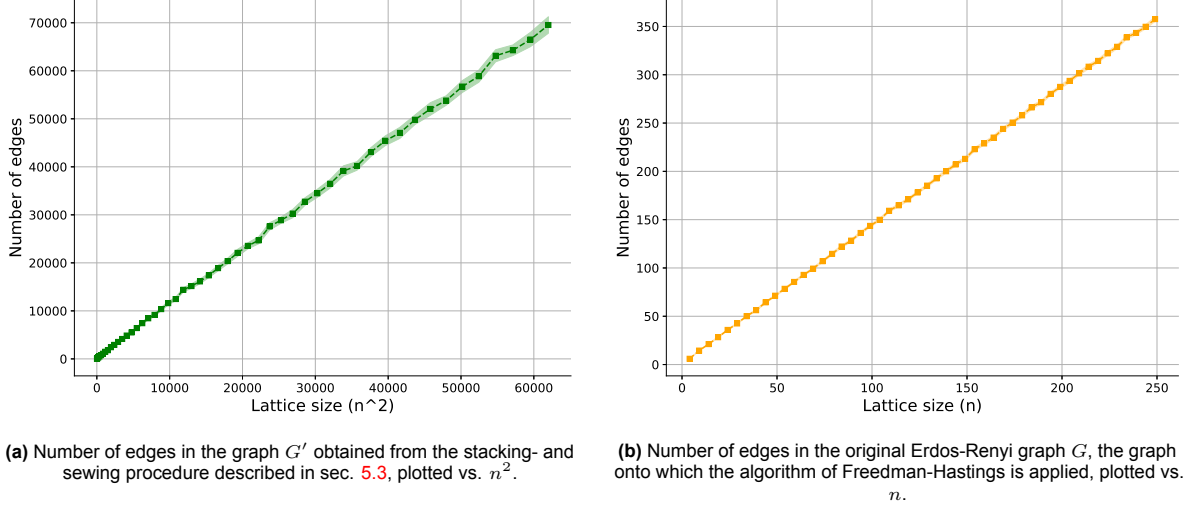 70000
60000
50000
40000
30000
20000
10000
0
Number of edges
0 10000 20000 30000 40000 50000 60000
Lattice size (n^2)
(a) Number of edges in the graph G′ obtained from the stacking- and
sewing procedure described in sec. 5.3, plotted vs. n².
350
300
250
200
150
100
50
0
Number of edges
0 50 100 150 200 250
Lattice size (n)
(b) Number of edges in the original Erdos-Renyi graph G, the graph
onto which the algorithm of Freedman-Hastings is applied, plotted vs.
n.